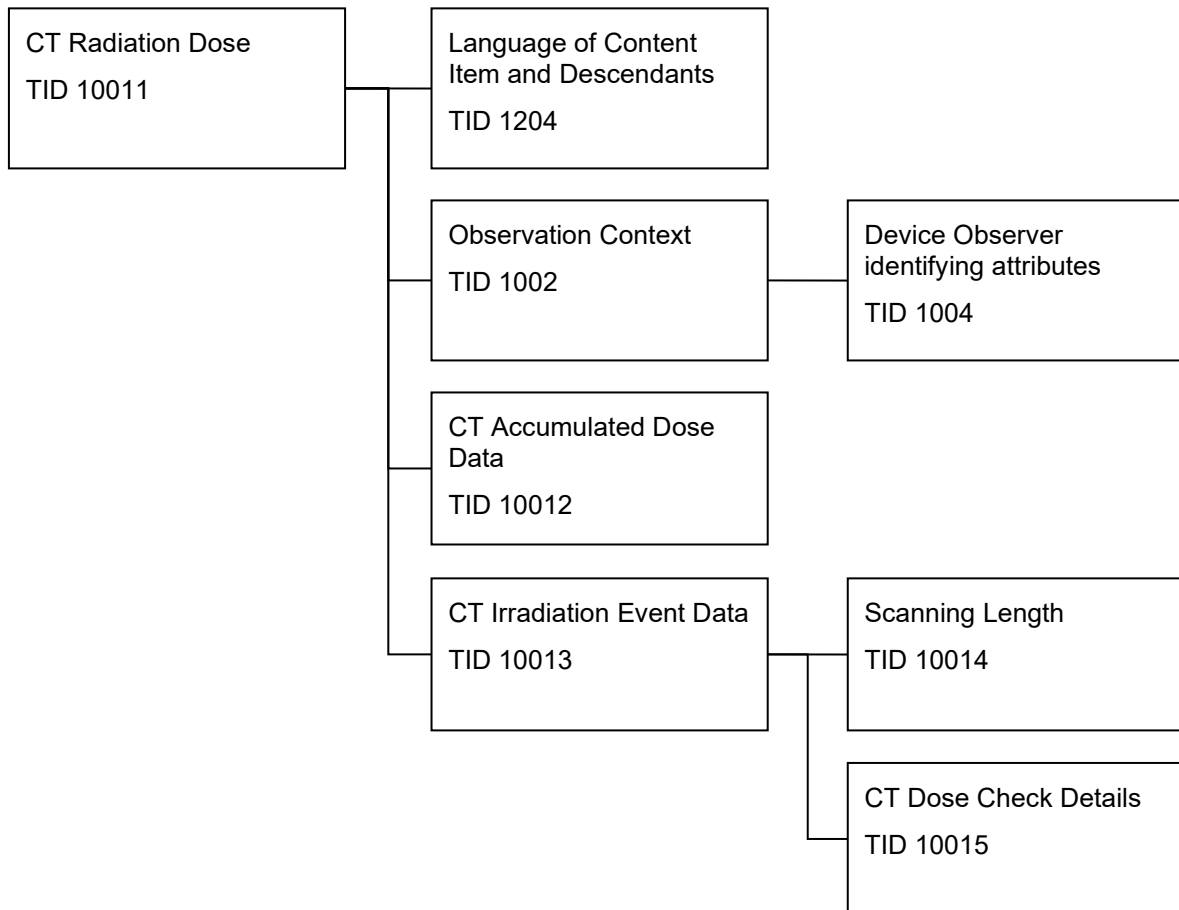 CT Radiation Dose
TID 10011
Language of Content
Item and Descendants
TID 1204
Observation Context
TID 1002
Device Observer
identifying attributes
TID 1004
CT Accumulated Dose
Data
TID 10012
CT Irradiation Event Data
TID 10013
Scanning Length
TID 10014
CT Dose Check Details
TID 10015